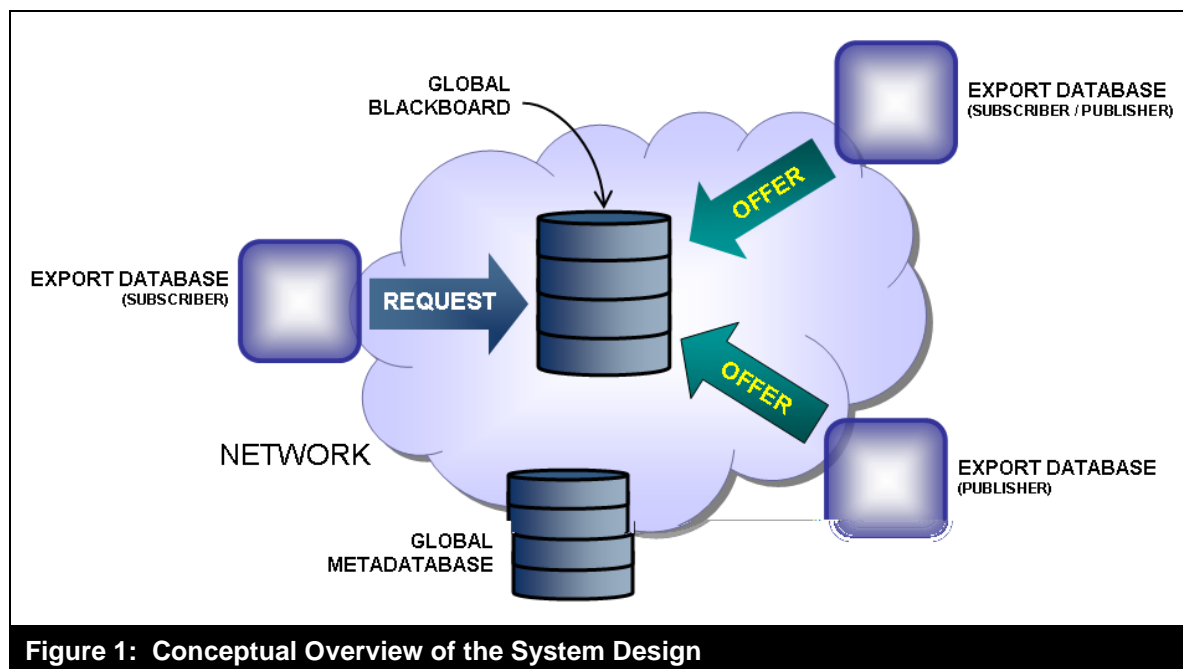 GLOBAL
BLACKBOARD
EXPORT DATABASE
(SUBSCRIBER / PUBLISHER)
OFFER
EXPORT DATABASE
(SUBSCRIBER)
REQUEST
OFFER
NETWORK
EXPORT DATABASE
(PUBLISHER)
GLOBAL
METADATABASE
Figure 1: Conceptual Overview of the System Design